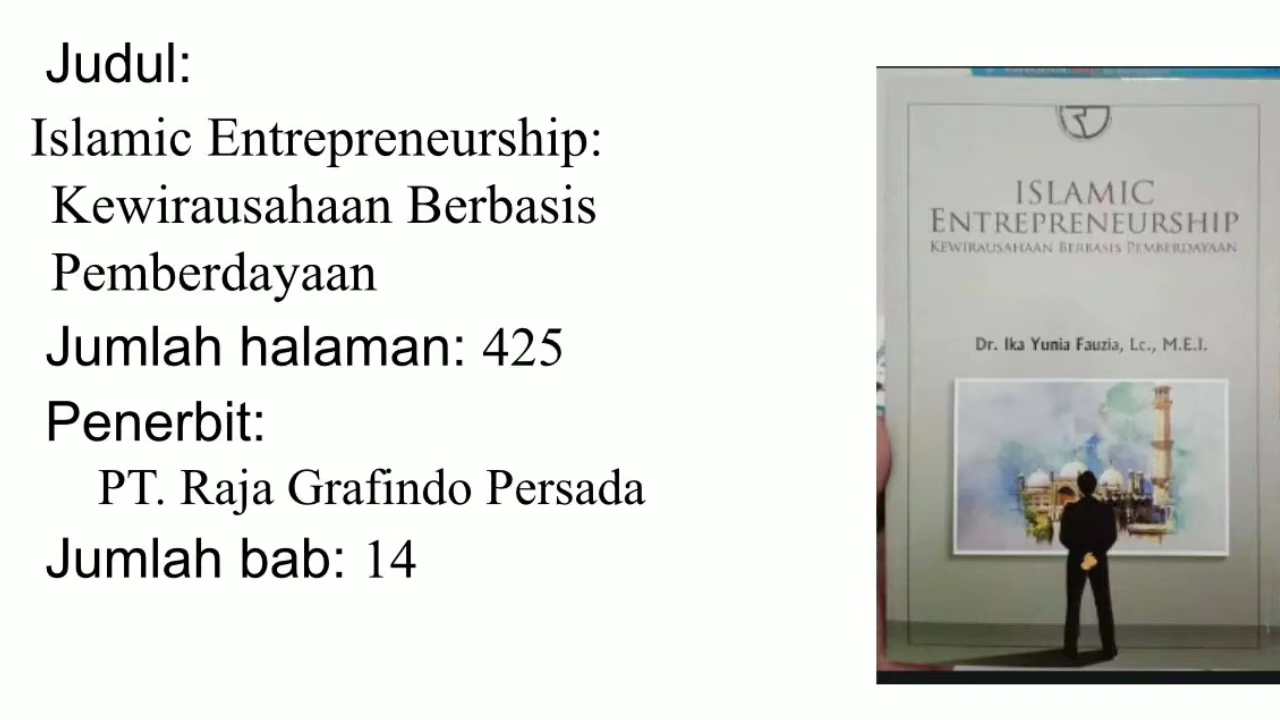 Judul:
Islamic Entrepreneurship:
Kewirausahaan Berbasis
Pemberdayaan
Jumlah halaman: 425
Penerbit:
PT. Raja Grafindo Persada
Jumlah bab: 14
ISLAMIC
ENTREPRENEURSHIP
KEWIRAUSAHAAN BERBASIS PEMBERDAYAAN
Dr. Ika Yunia Fauzia, Lc., M.E.I.